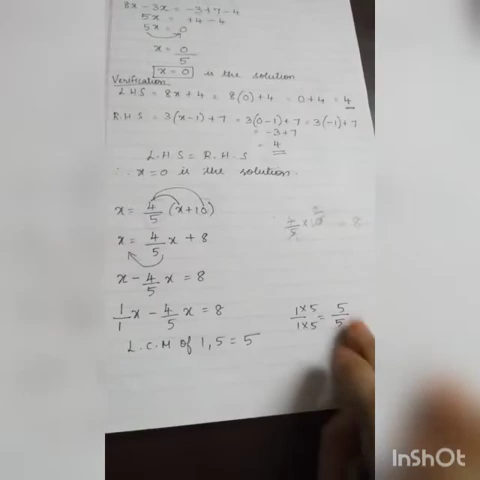 8x - 3x = -3 + 7 - 4
5x = +4 - 4
5x = 0
x = 0/5
x = 0 is the solution
Verification
LHS = 8x + 4 = 8(0) + 4 = 0 + 4 = 4
R.H.S = 3(x-1) + 7 = 3(0-1) + 7 = 3(-1) + 7
= -3 + 7
= 4
L.H.S = R.H.S
∴ x = 0 is the solution.
x = 4/5 (x + 10)
x = 4/5 x + 8
x - 4/5 x = 8
1/1 x - 4/5 x = 8
1×5/1×5 = 5/5
L.C.M of 1, 5 = 5
InShOt